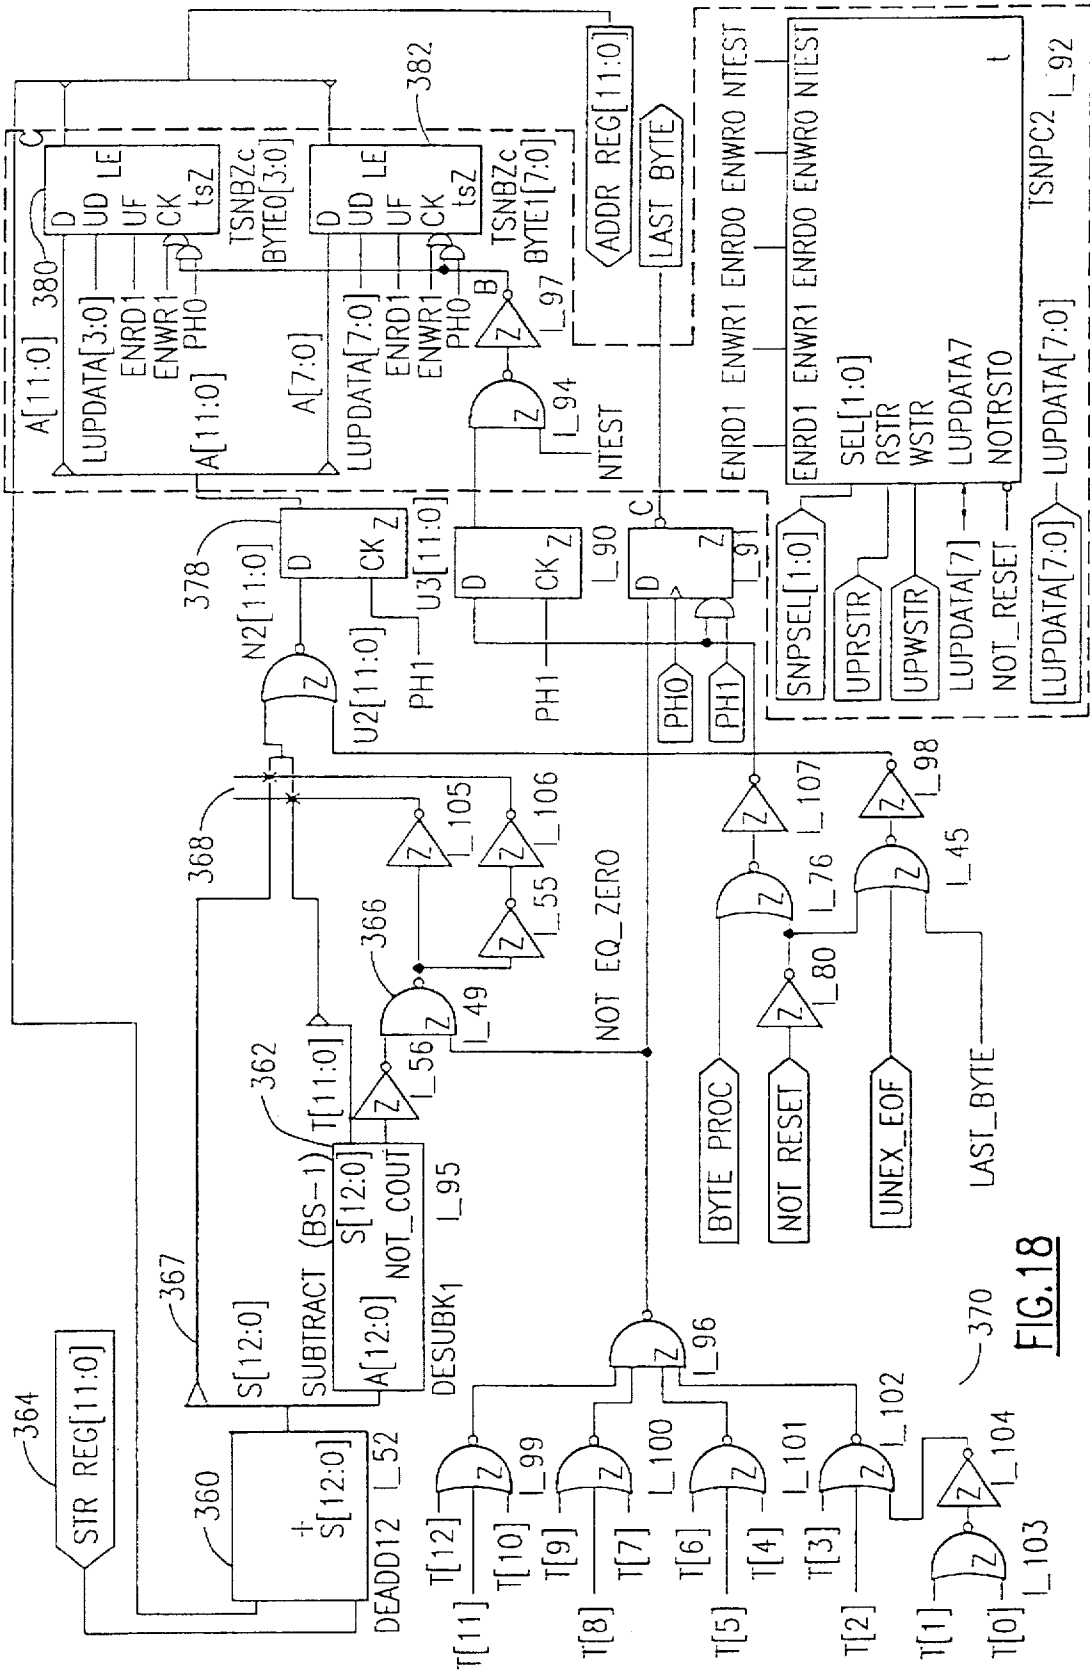 364
STR REG[11:0]
360
+
S[12:0]
DEADD12
I_52
367
S[12:0]
SUBTRACT (BS-1)
A[12:0]
S[12:0]
NOT_COUT
DESUBK1
I_95
362
T[11:0]
I_56
Z
366
Z
I_49
368
Z
I_105
Z
I_55
Z
I_106
NOT EQ_ZERO
N2[11:0]
Z
U2[11:0]
378
D
CK
Z
PH1
U3[11:0]
D
CK
Z
PH1
I_90
D
C
Z
I_91
PH0
PH1
A[11:0]
380
D
UD
UF
LE
CK
tsZ
C
LUPDATA[3:0]
ENRD1
ENWR1
PH0
TSNBZc
BYTE0[3:0]
A[11:0]
A[7:0]
382
D
UD
UF
LE
CK
tsZ
LUPDATA[7:0]
ENRD1
ENWR1
PH0
TSNBZc
BYTE1[7:0]
B
Z
I_97
Z
I_94
NTEST
ADDR REG[11:0]
LAST BYTE
T[12]
T[11]
T[10]
Z
I_99
T[9]
T[8]
T[7]
Z
I_100
T[6]
T[5]
T[4]
Z
I_101
T[3]
T[2]
Z
I_102
T[1]
T[0]
Z
I_103
Z
I_104
Z
I_96
370
BYTE PROC
NOT RESET
UNEX_EOF
LAST_BYTE
Z
I_80
Z
I_76
Z
I_107
Z
I_45
Z
I_98
ENRD1 ENWR1 ENRD0 ENWR0 NTEST
ENRD1 ENWR1 ENRD0 ENWR0 NTEST
SNPSEL[1:0]
SEL[1:0]
UPRSTR
RSTR
UPWSTR
WSTR
LUPDATA[7]
LUPDATA7
NOT_RESET
NOTRST0
t
TSNPC2
I_92
LUPDATA[7:0]
LUPDATA[7:0]
FIG.18